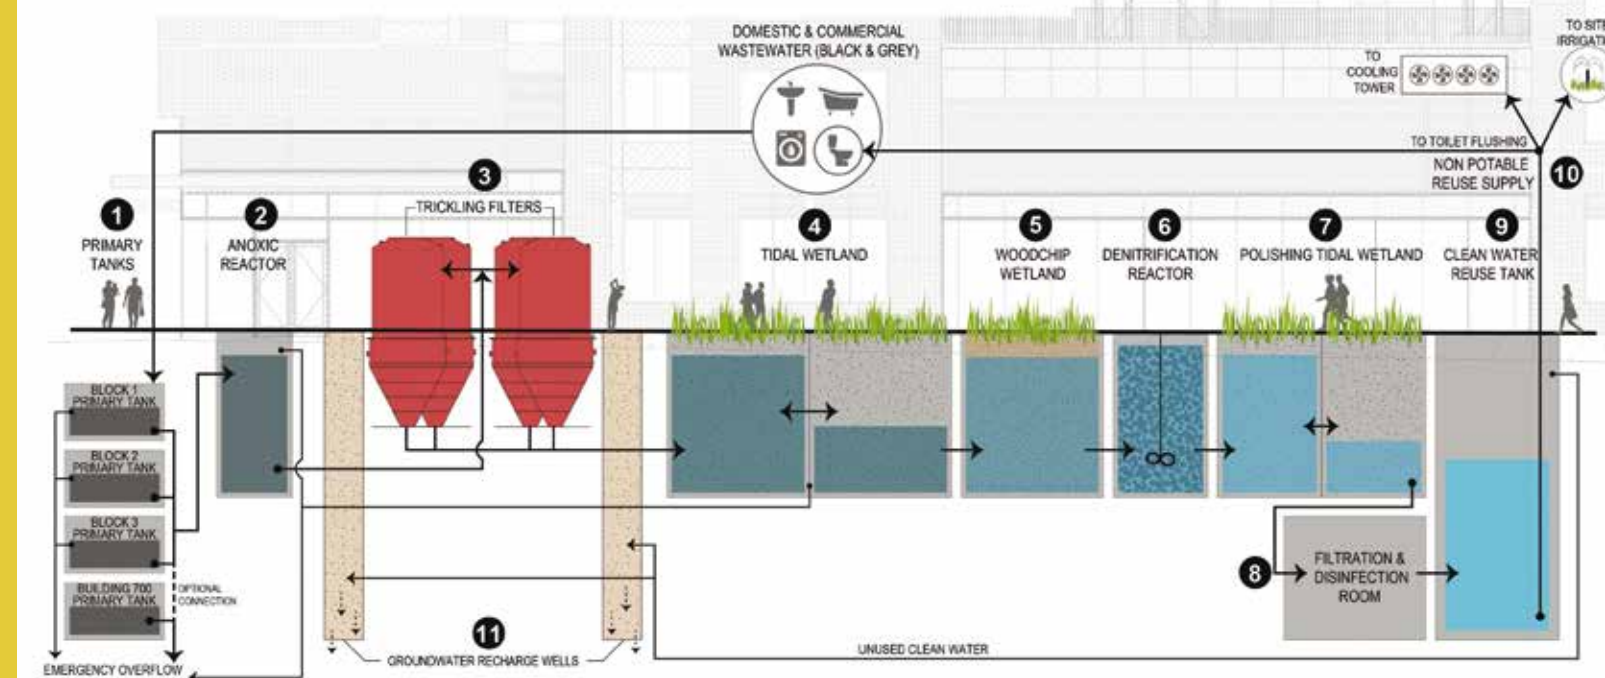 DOMESTIC & COMMERCIAL
WASTEWATER (BLACK & GREY)
TO
COOLING
TOWER
TO SITE
IRRIGATI
TO TOILET FLUSHING
NON POTABLE
REUSE SUPPLY
10
1
PRIMARY
TANKS
2
ANOXIC
REACTOR
3
TRICKLING FILTERS
4
TIDAL WETLAND
5
WOODCHIP
WETLAND
6
DENITRIFICATION
REACTOR
7
POLISHING TIDAL WETLAND
9
CLEAN WATER
REUSE TANK
BLOCK 1
PRIMARY TANK
BLOCK 2
PRIMARY TANK
BLOCK 3
PRIMARY TANK
BUILDING 700
PRIMARY TANK
OPTIONAL
CONNECTION
EMERGENCY OVERFLOW
8
FILTRATION &
DISINFECTION
ROOM
11
GROUNDWATER RECHARGE WELLS
UNUSED CLEAN WATER